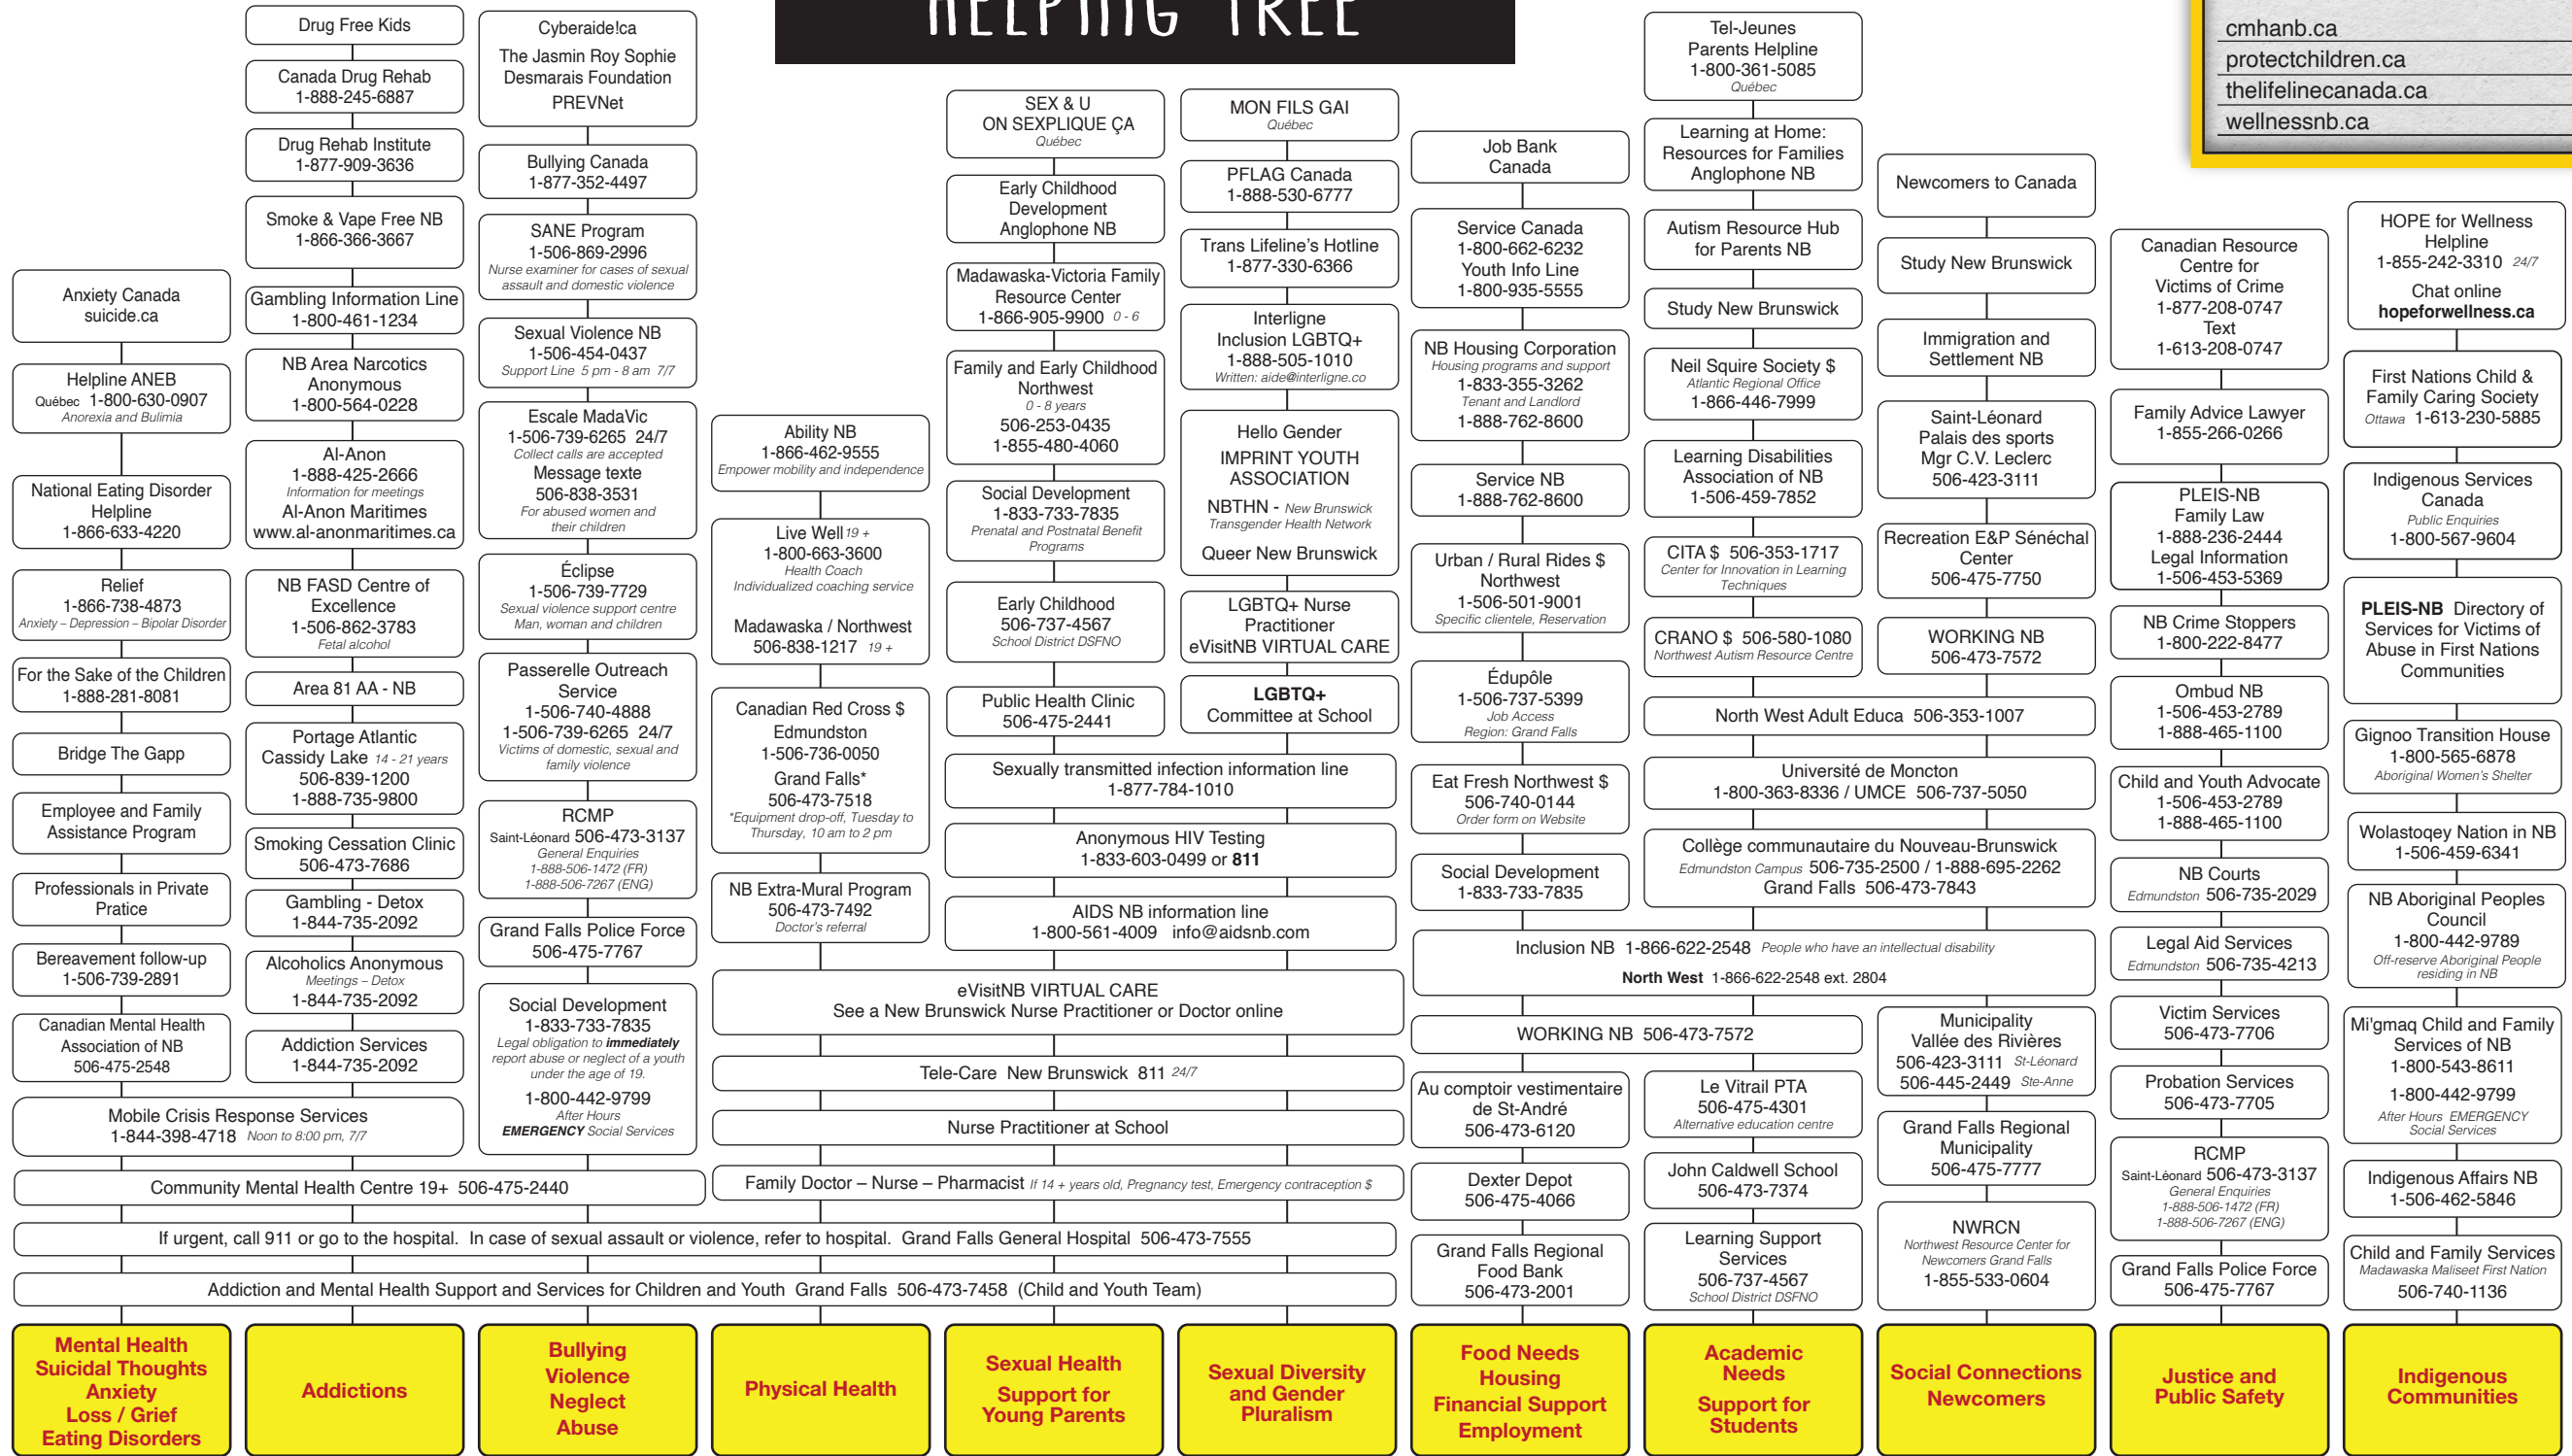 HELPING TREE
cmhanb.ca
protectchildren.ca
thelifelinecanada.ca
wellnessnb.ca
Anxiety Canada
suicide.ca
Helpline ANEB
Québec 1-800-630-0907
Anorexia and Bulimia
National Eating Disorder
Helpline
1-866-633-4220
Relief
1-866-738-4873
Anxiety – Depression – Bipolar Disorder
For the Sake of the Children
1-888-281-8081
Bridge The Gapp
Employee and Family
Assistance Program
Professionals in Private
Pratice
Bereavement follow-up
1-506-739-2891
Canadian Mental Health
Association of NB
506-475-2548
Drug Free Kids
Canada Drug Rehab
1-888-245-6887
Drug Rehab Institute
1-877-909-3636
Smoke & Vape Free NB
1-866-366-3667
Gambling Information Line
1-800-461-1234
NB Area Narcotics
Anonymous
1-800-564-0228
Al-Anon
1-888-425-2666
Information for meetings
Al-Anon Maritimes
www.al-anonmaritimes.ca
NB FASD Centre of
Excellence
1-506-862-3783
Fetal alcohol
Area 81 AA - NB
Portage Atlantic
Cassidy Lake 14 - 21 years
506-839-1200
1-888-735-9800
Smoking Cessation Clinic
506-473-7686
Gambling - Detox
1-844-735-2092
Alcoholics Anonymous
Meetings – Detox
1-844-735-2092
Addiction Services
1-844-735-2092
Mobile Crisis Response Services
1-844-398-4718 Noon to 8:00 pm, 7/7
Cyberaide!ca
The Jasmin Roy Sophie
Desmarais Foundation
PREVNet
Bullying Canada
1-877-352-4497
SANE Program
1-506-869-2996
Nurse examiner for cases of sexual
assault and domestic violence
Sexual Violence NB
1-506-454-0437
Support Line 5 pm - 8 am 7/7
Escale MadaVic
1-506-739-6265 24/7
Collect calls are accepted
Message texte
506-838-3531
For abused women and
their children
Éclipse
1-506-739-7729
Sexual violence support centre
Man, woman and children
Passerelle Outreach
Service
1-506-740-4888
1-506-739-6265 24/7
Victims of domestic, sexual and
family violence
RCMP
Saint-Léonard 506-473-3137
General Enquiries
1-888-506-1472 (FR)
1-888-506-7267 (ENG)
Grand Falls Police Force
506-475-7767
Social Development
1-833-733-7835
Legal obligation to immediately
report abuse or neglect of a youth
under the age of 19.
1-800-442-9799
After Hours
EMERGENCY Social Services
Community Mental Health Centre 19+ 506-475-2440
Ability NB
1-866-462-9555
Empower mobility and independence
Live Well 19 +
1-800-663-3600
Health Coach
Individualized coaching service
Madawaska / Northwest
506-838-1217 19 +
Canadian Red Cross $
Edmundston
1-506-736-0050
Grand Falls*
506-473-7518
*Equipment drop-off, Tuesday to
Thursday, 10 am to 2 pm
NB Extra-Mural Program
506-473-7492
Doctor's referral
SEX & U
ON SEXPLIQUE ÇA
Québec
Early Childhood
Development
Anglophone NB
Madawaska-Victoria Family
Resource Center
1-866-905-9900 0 - 6
Family and Early Childhood
Northwest
0 - 8 years
506-253-0435
1-855-480-4060
Social Development
1-833-733-7835
Prenatal and Postnatal Benefit
Programs
Early Childhood
506-737-4567
School District DSFNO
Public Health Clinic
506-475-2441
MON FILS GAI
Québec
PFLAG Canada
1-888-530-6777
Trans Lifeline's Hotline
1-877-330-6366
Interligne
Inclusion LGBTQ+
1-888-505-1010
Written: aide@interligne.co
Hello Gender
IMPRINT YOUTH
ASSOCIATION
NBTHN - New Brunswick
Transgender Health Network
Queer New Brunswick
LGBTQ+ Nurse
Practitioner
eVisitNB VIRTUAL CARE
LGBTQ+
Committee at School
Sexually transmitted infection information line
1-877-784-1010
Anonymous HIV Testing
1-833-603-0499 or 811
AIDS NB information line
1-800-561-4009 info@aidsnb.com
eVisitNB VIRTUAL CARE
See a New Brunswick Nurse Practitioner or Doctor online
Tele-Care New Brunswick 811 24/7
Nurse Practitioner at School
Family Doctor – Nurse – Pharmacist If 14 + years old, Pregnancy test, Emergency contraception $
If urgent, call 911 or go to the hospital. In case of sexual assault or violence, refer to hospital. Grand Falls General Hospital 506-473-7555
Addiction and Mental Health Support and Services for Children and Youth Grand Falls 506-473-7458 (Child and Youth Team)
Job Bank
Canada
Service Canada
1-800-662-6232
Youth Info Line
1-800-935-5555
NB Housing Corporation
Housing programs and support
1-833-355-3262
Tenant and Landlord
1-888-762-8600
Service NB
1-888-762-8600
Urban / Rural Rides $
Northwest
1-506-501-9001
Specific clientele, Reservation
Édupôle
1-506-737-5399
Job Access
Region: Grand Falls
Eat Fresh Northwest $
506-740-0144
Order form on Website
Social Development
1-833-733-7835
Tel-Jeunes
Parents Helpline
1-800-361-5085
Québec
Learning at Home:
Resources for Families
Anglophone NB
Autism Resource Hub
for Parents NB
Study New Brunswick
Neil Squire Society $
Atlantic Regional Office
1-866-446-7999
Learning Disabilities
Association of NB
1-506-459-7852
CITA $ 506-353-1717
Center for Innovation in Learning
Techniques
CRANO $ 506-580-1080
Northwest Autism Resource Centre
Newcomers to Canada
Study New Brunswick
Immigration and
Settlement NB
Saint-Léonard
Palais des sports
Mgr C.V. Leclerc
506-423-3111
Recreation E&P Sénéchal
Center
506-475-7750
WORKING NB
506-473-7572
North West Adult Educa 506-353-1007
Université de Moncton
1-800-363-8336 / UMCE 506-737-5050
Collège communautaire du Nouveau-Brunswick
Edmundston Campus 506-735-2500 / 1-888-695-2262
Grand Falls 506-473-7843
Inclusion NB 1-866-622-2548 People who have an intellectual disability
North West 1-866-622-2548 ext. 2804
WORKING NB 506-473-7572
Au comptoir vestimentaire
de St-André
506-473-6120
Dexter Depot
506-475-4066
Grand Falls Regional
Food Bank
506-473-2001
Le Vitrail PTA
506-475-4301
Alternative education centre
John Caldwell School
506-473-7374
Learning Support
Services
506-737-4567
School District DSFNO
Municipality
Vallée des Rivières
506-423-3111 St-Léonard
506-445-2449 Ste-Anne
Grand Falls Regional
Municipality
506-475-7777
NWRCN
Northwest Resource Center for
Newcomers Grand Falls
1-855-533-0604
Canadian Resource
Centre for
Victims of Crime
1-877-208-0747
Text
1-613-208-0747
Family Advice Lawyer
1-855-266-0266
PLEIS-NB
Family Law
1-888-236-2444
Legal Information
1-506-453-5369
NB Crime Stoppers
1-800-222-8477
Ombud NB
1-506-453-2789
1-888-465-1100
Child and Youth Advocate
1-506-453-2789
1-888-465-1100
NB Courts
Edmundston 506-735-2029
Legal Aid Services
Edmundston 506-735-4213
Victim Services
506-473-7706
Probation Services
506-473-7705
RCMP
Saint-Léonard 506-473-3137
General Enquiries
1-888-506-1472 (FR)
1-888-506-7267 (ENG)
Grand Falls Police Force
506-475-7767
HOPE for Wellness
Helpline
1-855-242-3310 24/7
Chat online
hopeforwellness.ca
First Nations Child &
Family Caring Society
Ottawa 1-613-230-5885
Indigenous Services
Canada
Public Enquiries
1-800-567-9604
PLEIS-NB Directory of
Services for Victims of
Abuse in First Nations
Communities
Gignoo Transition House
1-800-565-6878
Aboriginal Women's Shelter
Wolastoqey Nation in NB
1-506-459-6341
NB Aboriginal Peoples
Council
1-800-442-9789
Off-reserve Aboriginal People
residing in NB
Mi'gmaq Child and Family
Services of NB
1-800-543-8611
1-800-442-9799
After Hours EMERGENCY
Social Services
Indigenous Affairs NB
1-506-462-5846
Child and Family Services
Madawaska Maliseet First Nation
506-740-1136
Mental Health
Suicidal Thoughts
Anxiety
Loss / Grief
Eating Disorders
Addictions
Bullying
Violence
Neglect
Abuse
Physical Health
Sexual Health
Support for
Young Parents
Sexual Diversity
and Gender
Pluralism
Food Needs
Housing
Financial Support
Employment
Academic
Needs
Support for
Students
Social Connections
Newcomers
Justice and
Public Safety
Indigenous
Communities